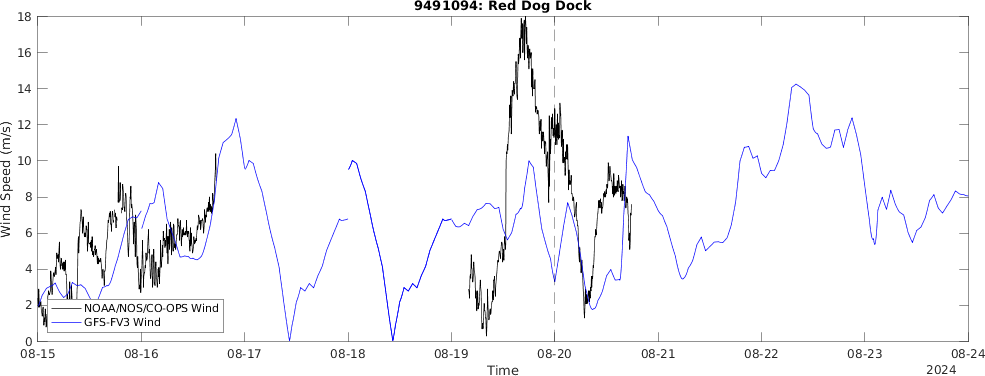 9491094: Red Dog Dock
18
16
14
12
10
8
6
4
2
0
Wind Speed (m/s)
NOAA/NOS/CO-OPS Wind
GFS-FV3 Wind
08-15 08-16 08-17 08-18 08-19 08-20 08-21 08-22 08-23 08-24
Time
2024